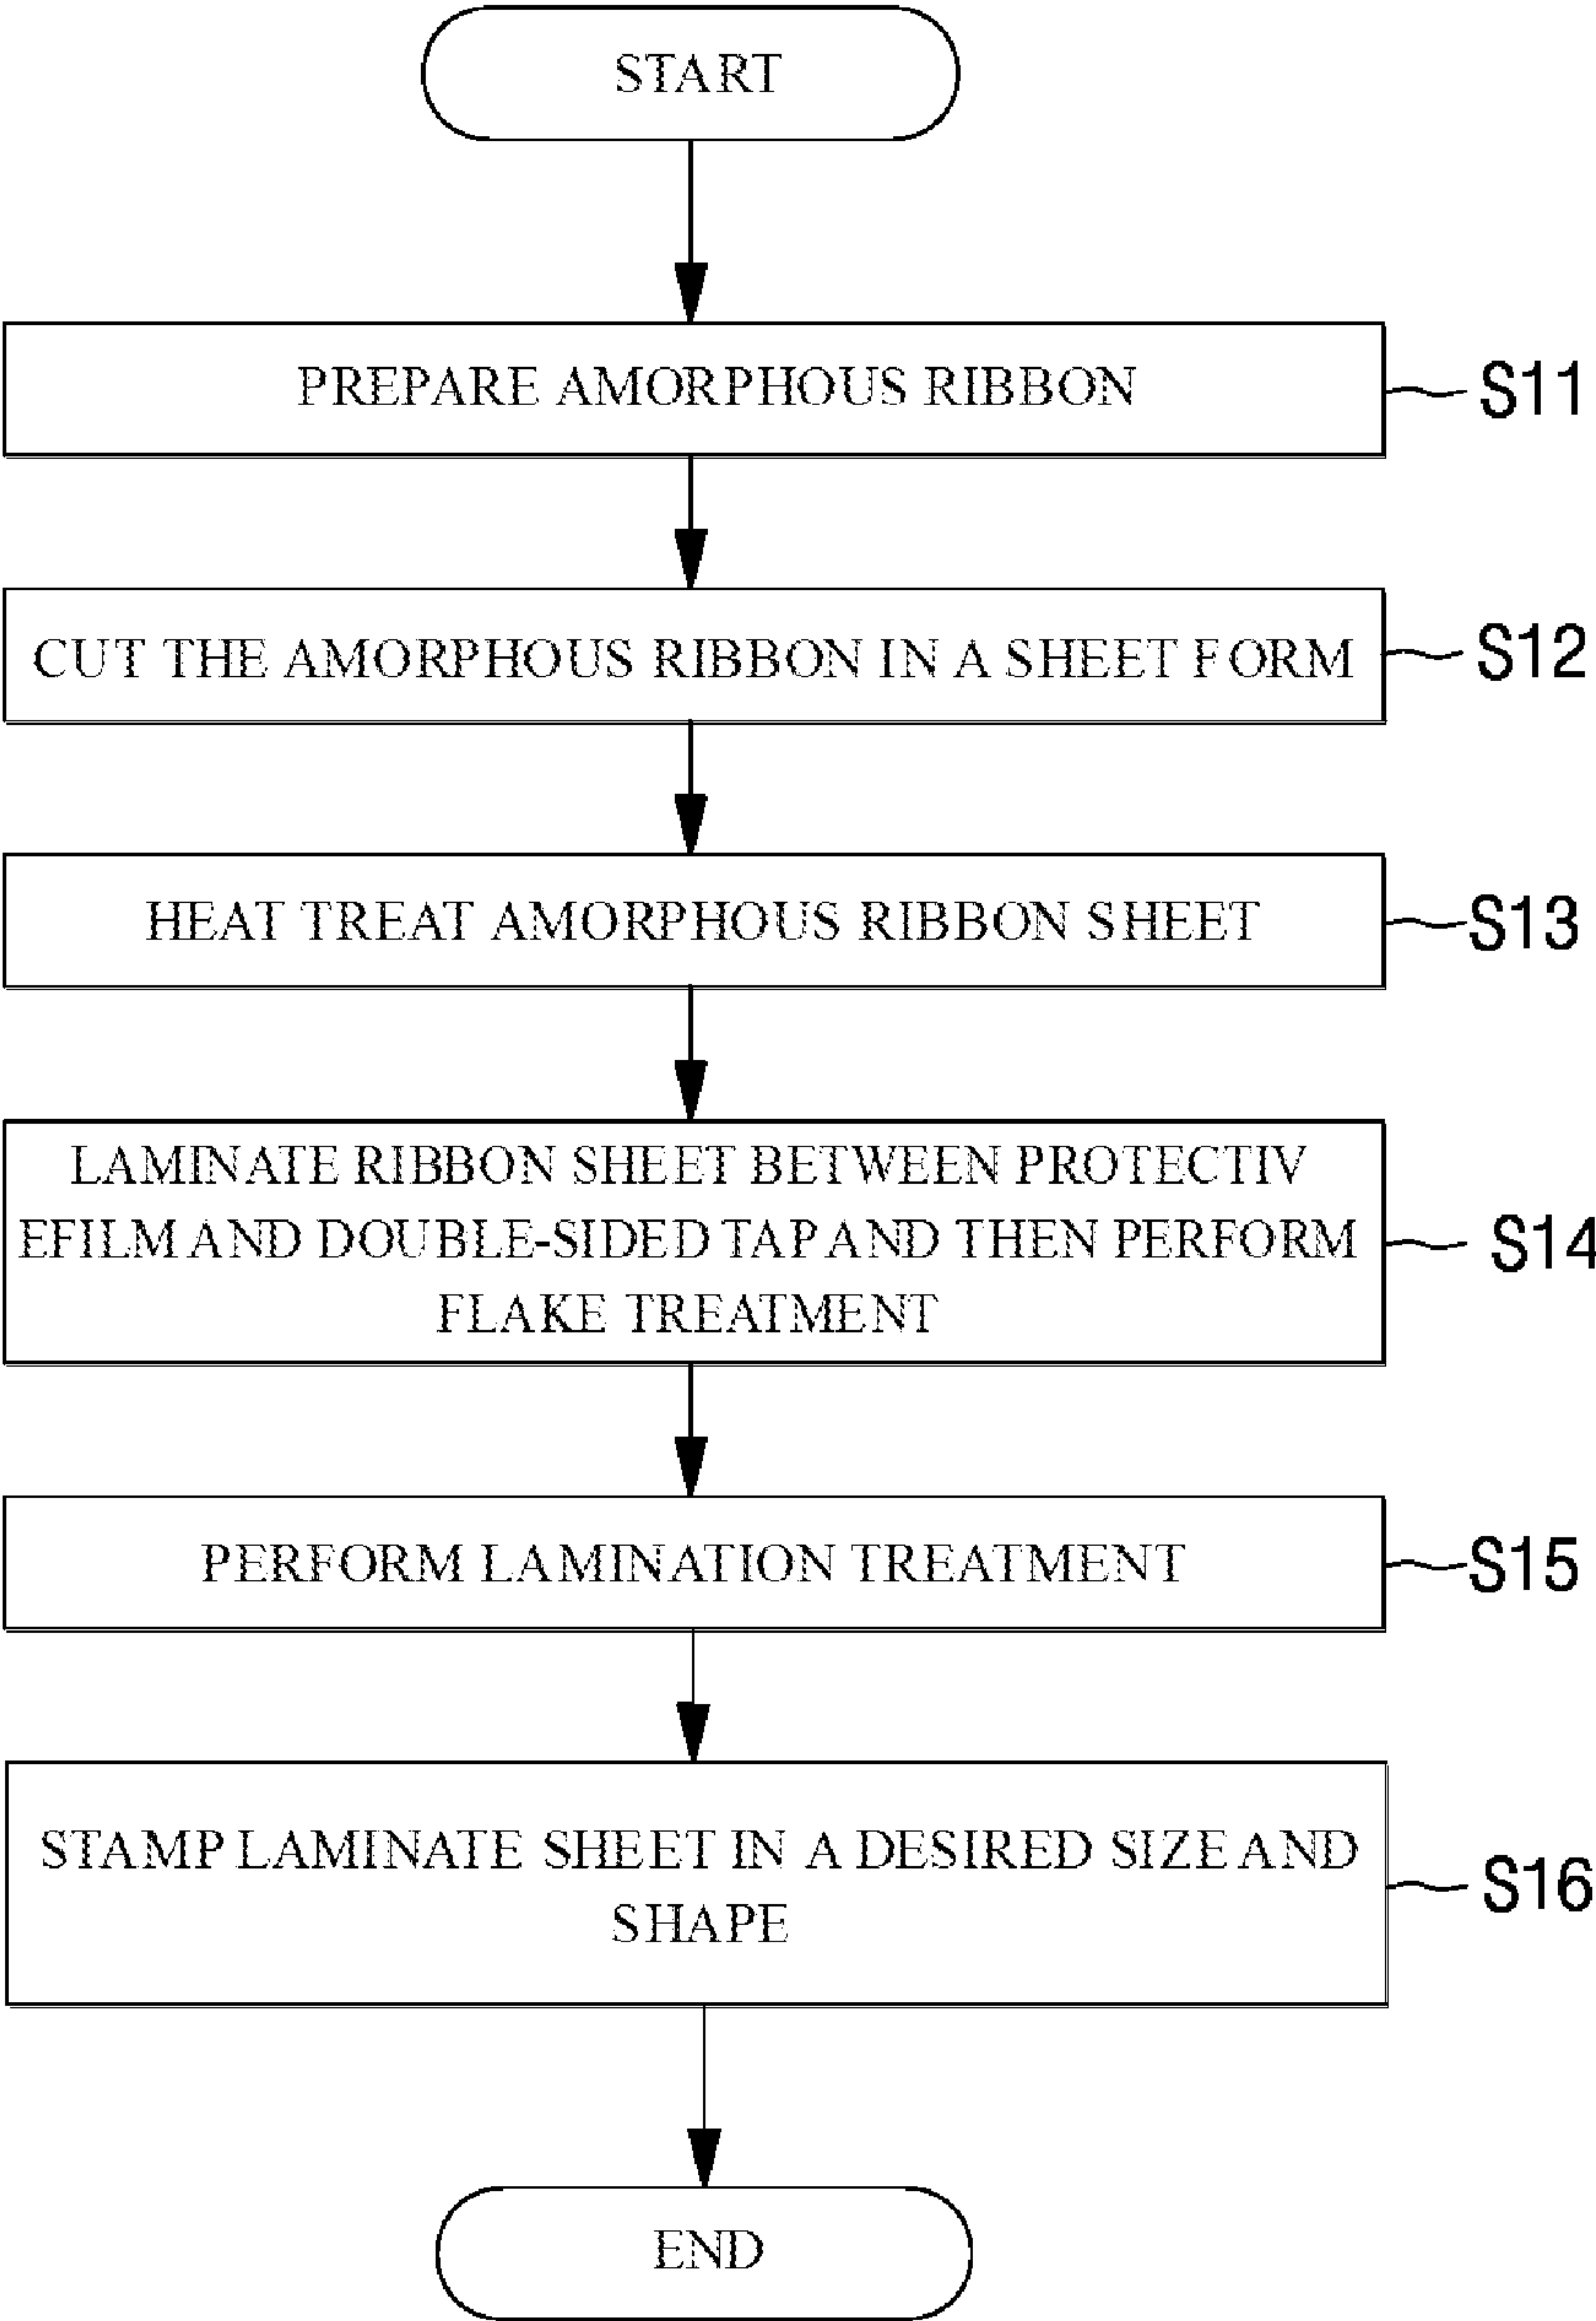 START
PREPARE AMORPHOUS RIBBON
S11
CUT THE AMORPHOUS RIBBON IN A SHEET FORM
S12
HEAT TREAT AMORPHOUS RIBBON SHEET
S13
LAMINATE RIBBON SHEET BETWEEN PROTECTIV
EFILM AND DOUBLE-SIDED TAP AND THEN PERFORM
FLAKE TREATMENT
S14
PERFORM LAMINATION TREATMENT
S15
STAMP LAMINATE SHEET IN A DESIRED SIZE AND
SHAPE
S16
END